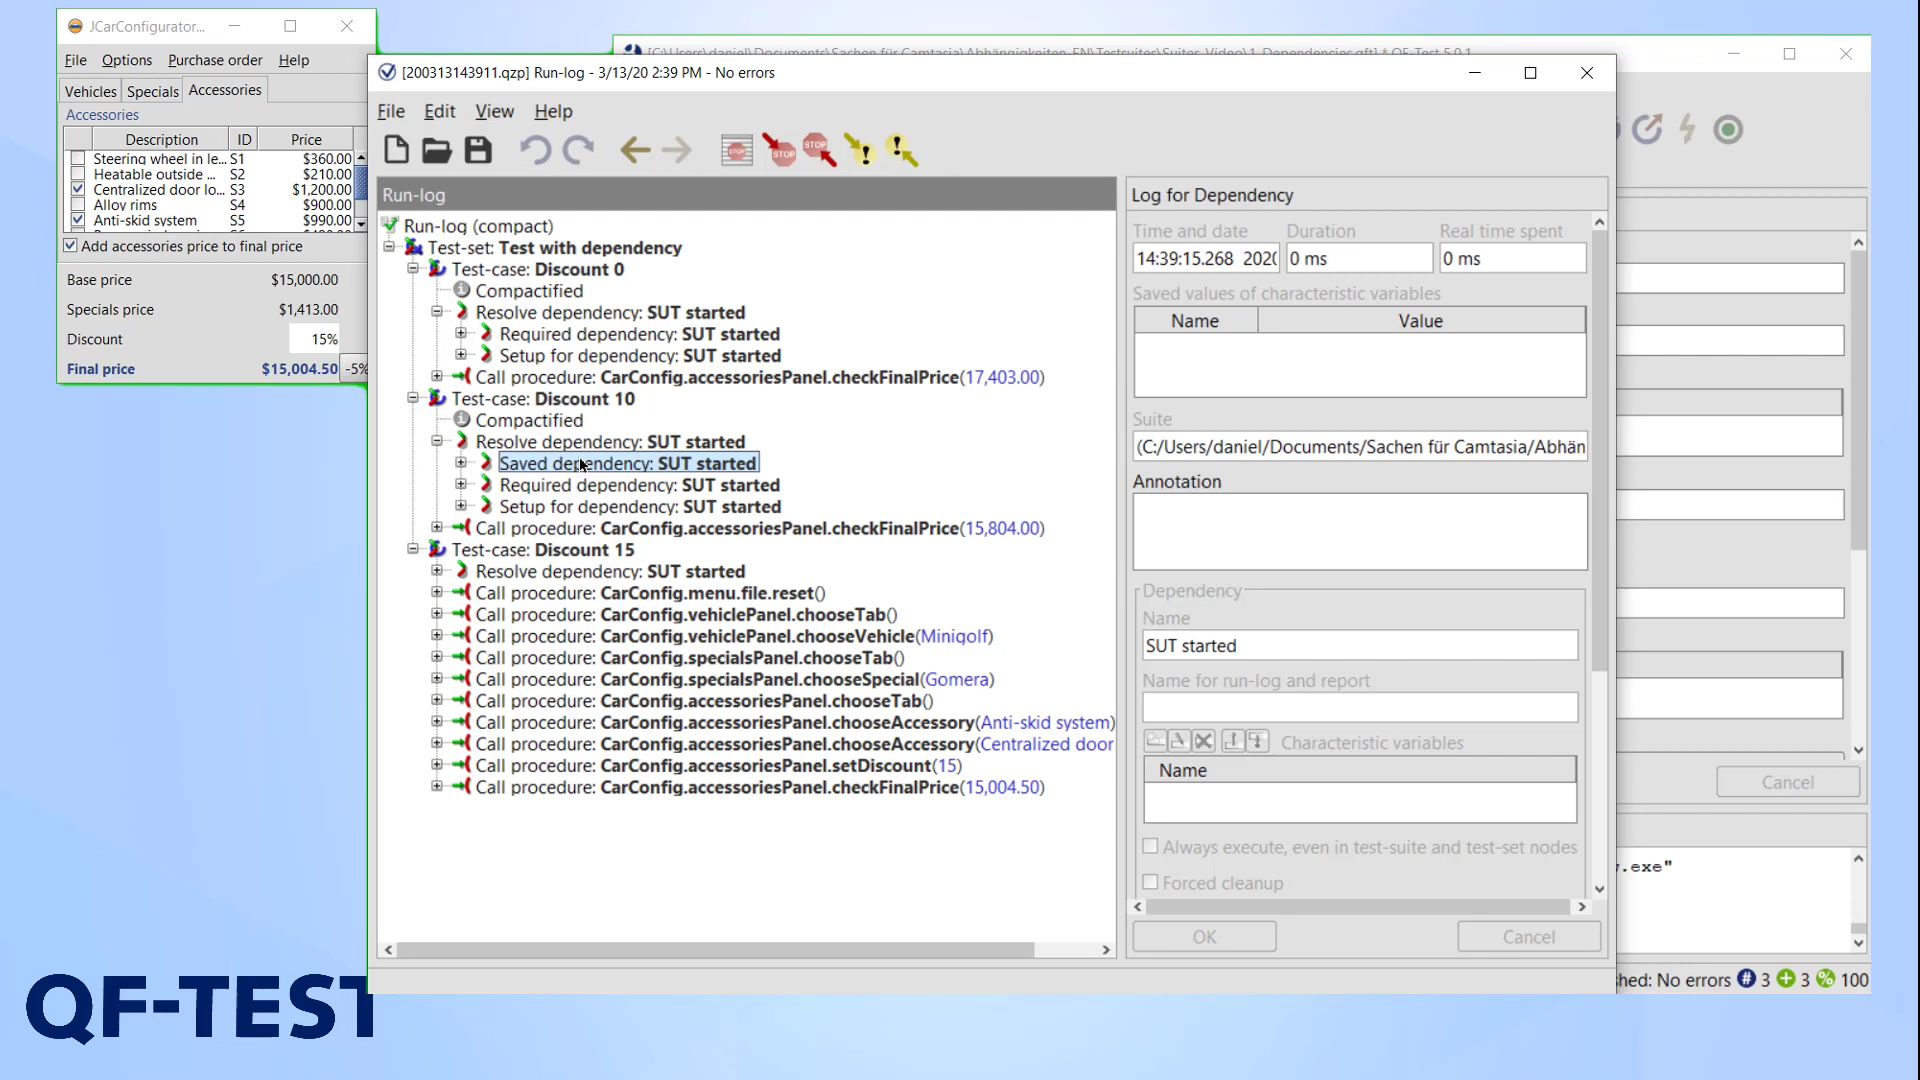 JCarConfigurator...
File Options Purchase order Help
Vehicles Specials Accessories
Accessories
Description ID Price
Steering wheel in le... S1 $360.00
Heatable outside ... S2 $210.00
Centralized door lo... S3 $1,200.00
Alloy rims S4 $900.00
Anti-skid system S5 $990.00
Add accessories price to final price
Base price $15,000.00
Specials price $1,413.00
Discount 15%
Final price $15,004.50 -5%
[200313143911.qzp] Run-log - 3/13/20 2:39 PM - No errors
File Edit View Help
Run-log
Run-log (compact)
Test-set: Test with dependency
Test-case: Discount 0
Compactified
Resolve dependency: SUT started
Required dependency: SUT started
Setup for dependency: SUT started
Call procedure: CarConfig.accessoriesPanel.checkFinalPrice(17,403.00)
Test-case: Discount 10
Compactified
Resolve dependency: SUT started
Saved dependency: SUT started
Required dependency: SUT started
Setup for dependency: SUT started
Call procedure: CarConfig.accessoriesPanel.checkFinalPrice(15,804.00)
Test-case: Discount 15
Resolve dependency: SUT started
Call procedure: CarConfig.menu.file.reset()
Call procedure: CarConfig.vehiclePanel.chooseTab()
Call procedure: CarConfig.vehiclePanel.chooseVehicle(Minigolf)
Call procedure: CarConfig.specialsPanel.chooseTab()
Call procedure: CarConfig.specialsPanel.chooseSpecial(Gomera)
Call procedure: CarConfig.accessoriesPanel.chooseTab()
Call procedure: CarConfig.accessoriesPanel.chooseAccessory(Anti-skid system)
Call procedure: CarConfig.accessoriesPanel.chooseAccessory(Centralized door
Call procedure: CarConfig.accessoriesPanel.setDiscount(15)
Call procedure: CarConfig.accessoriesPanel.checkFinalPrice(15,004.50)
Log for Dependency
Time and date Duration Real time spent
14:39:15.268 2020 0 ms 0 ms
Saved values of characteristic variables
Name Value
Suite
(C:/Users/daniel/Documents/Sachen für Camtasia/Abhän
Annotation
Dependency
Name
SUT started
Name for run-log and report
Characteristic variables
Name
Always execute, even in test-suite and test-set nodes
Forced cleanup
OK Cancel
Cancel
.exe"
hed: No errors 3 3 100
QF-TEST